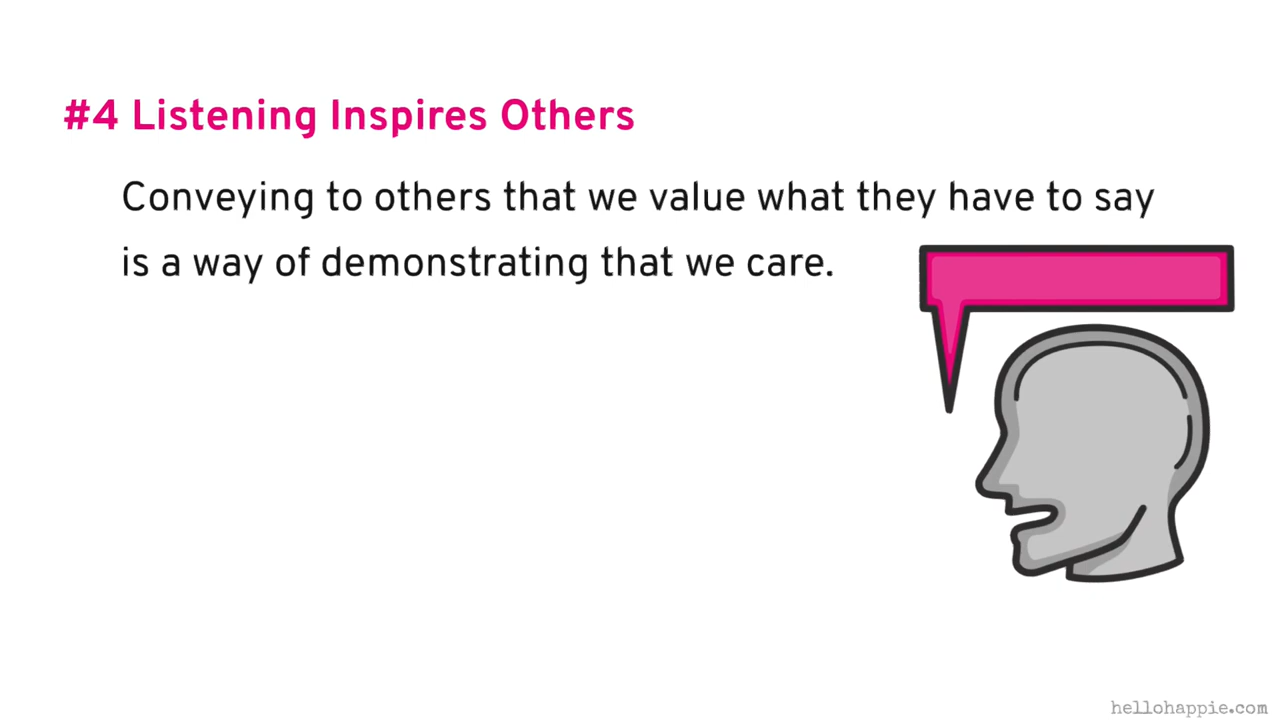 #4 Listening Inspires Others
Conveying to others that we value what they have to say
is a way of demonstrating that we care.
hellohappie.com